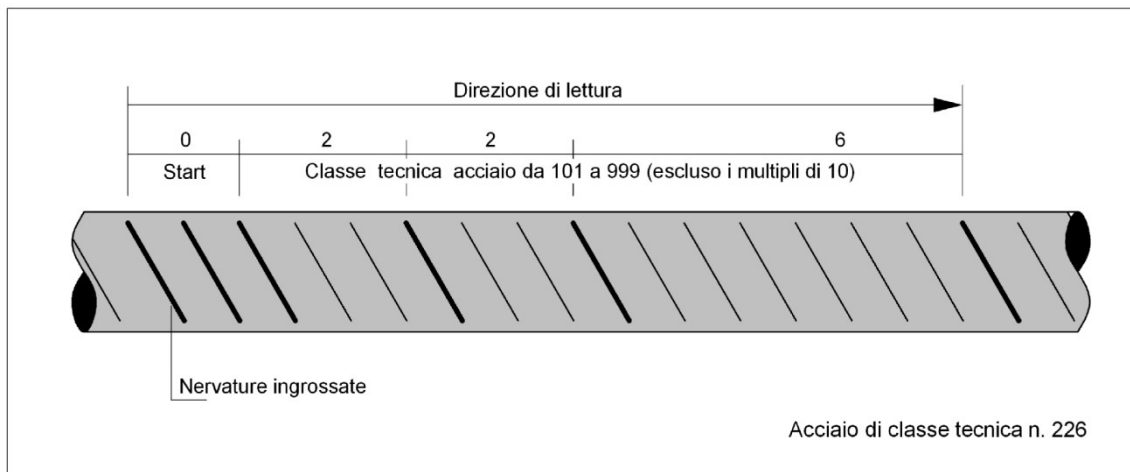 Direzione di lettura
0 2 2 6
Start Classe tecnica acciaio da 101 a 999 (escluso i multipli di 10)
Nervature ingrossate
Acciaio di classe tecnica n. 226